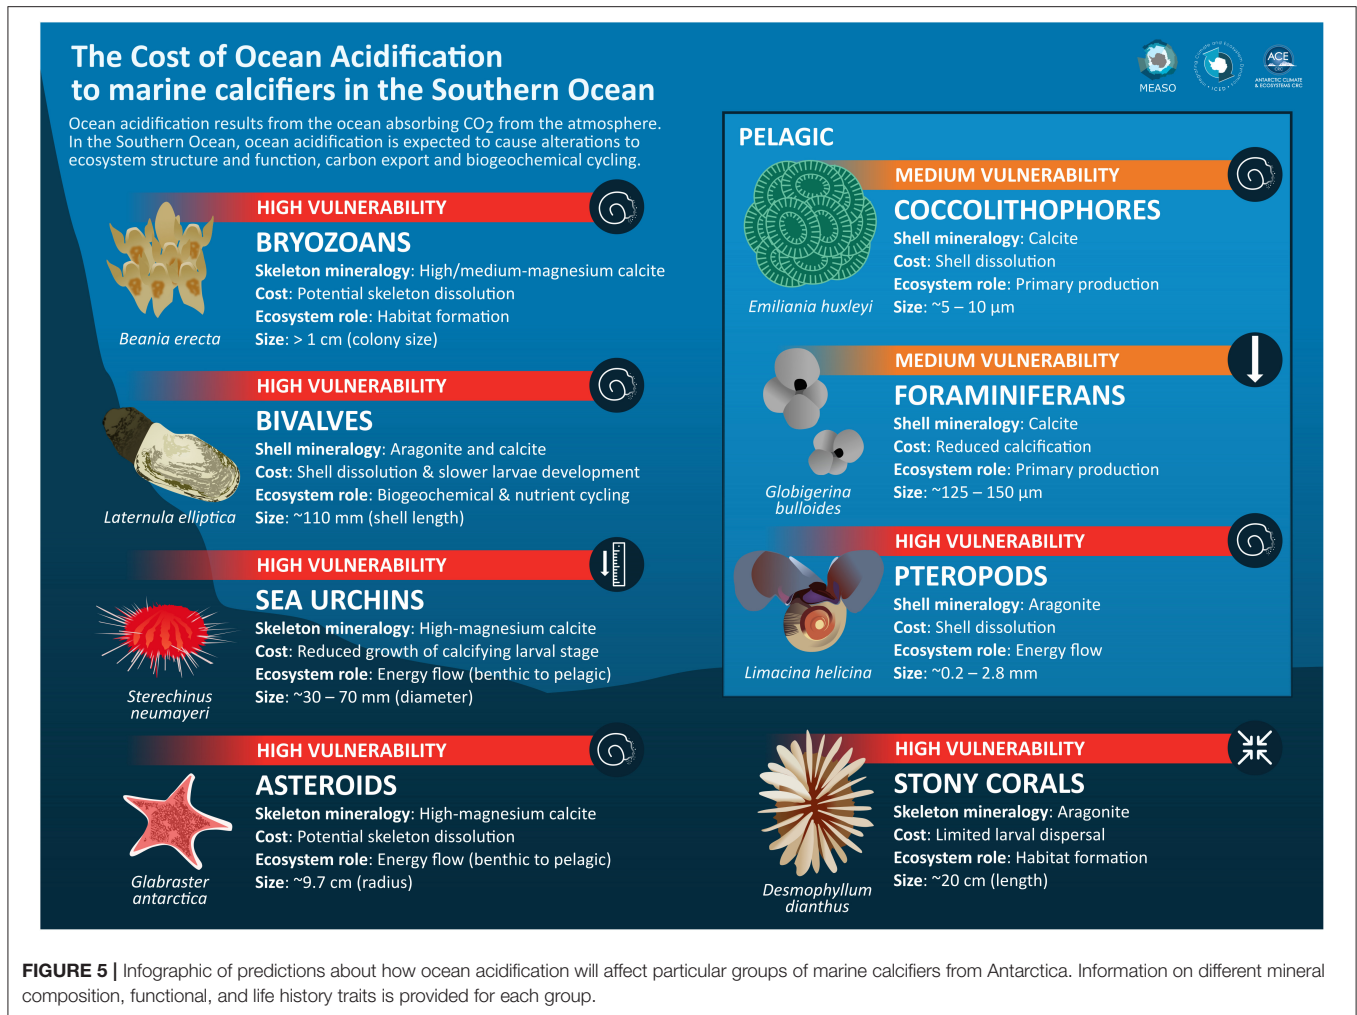 The Cost of Ocean Acidification
to marine calcifiers in the Southern Ocean
Ocean acidification results from the ocean absorbing CO2 from the atmosphere.
In the Southern Ocean, ocean acidification is expected to cause alterations to
ecosystem structure and function, carbon export and biogeochemical cycling.
MEASO
ICED
ACE
CRC
ANTARCTIC CLIMATE
& ECOSYSTEMS CRC
HIGH VULNERABILITY
BRYOZOANS
Skeleton mineralogy: High/medium-magnesium calcite
Cost: Potential skeleton dissolution
Ecosystem role: Habitat formation
Size: > 1 cm (colony size)
Beania erecta
HIGH VULNERABILITY
BIVALVES
Shell mineralogy: Aragonite and calcite
Cost: Shell dissolution & slower larvae development
Ecosystem role: Biogeochemical & nutrient cycling
Size: ~110 mm (shell length)
Laternula elliptica
HIGH VULNERABILITY
SEA URCHINS
Skeleton mineralogy: High-magnesium calcite
Cost: Reduced growth of calcifying larval stage
Ecosystem role: Energy flow (benthic to pelagic)
Size: ~30 – 70 mm (diameter)
Sterechinus
neumayeri
HIGH VULNERABILITY
ASTEROIDS
Skeleton mineralogy: High-magnesium calcite
Cost: Potential skeleton dissolution
Ecosystem role: Energy flow (benthic to pelagic)
Size: ~9.7 cm (radius)
Glabraster
antarctica
PELAGIC
MEDIUM VULNERABILITY
COCCOLITHOPHORES
Shell mineralogy: Calcite
Cost: Shell dissolution
Ecosystem role: Primary production
Size: ~5 – 10 µm
Emiliania huxleyi
MEDIUM VULNERABILITY
FORAMINIFERANS
Shell mineralogy: Calcite
Cost: Reduced calcification
Ecosystem role: Primary production
Size: ~125 – 150 µm
Globigerina
bulloides
HIGH VULNERABILITY
PTEROPODS
Shell mineralogy: Aragonite
Cost: Shell dissolution
Ecosystem role: Energy flow
Size: ~0.2 – 2.8 mm
Limacina helicina
HIGH VULNERABILITY
STONY CORALS
Skeleton mineralogy: Aragonite
Cost: Limited larval dispersal
Ecosystem role: Habitat formation
Size: ~20 cm (length)
Desmophyllum
dianthus
FIGURE 5 | Infographic of predictions about how ocean acidification will affect particular groups of marine calcifiers from Antarctica. Information on different mineral
composition, functional, and life history traits is provided for each group.